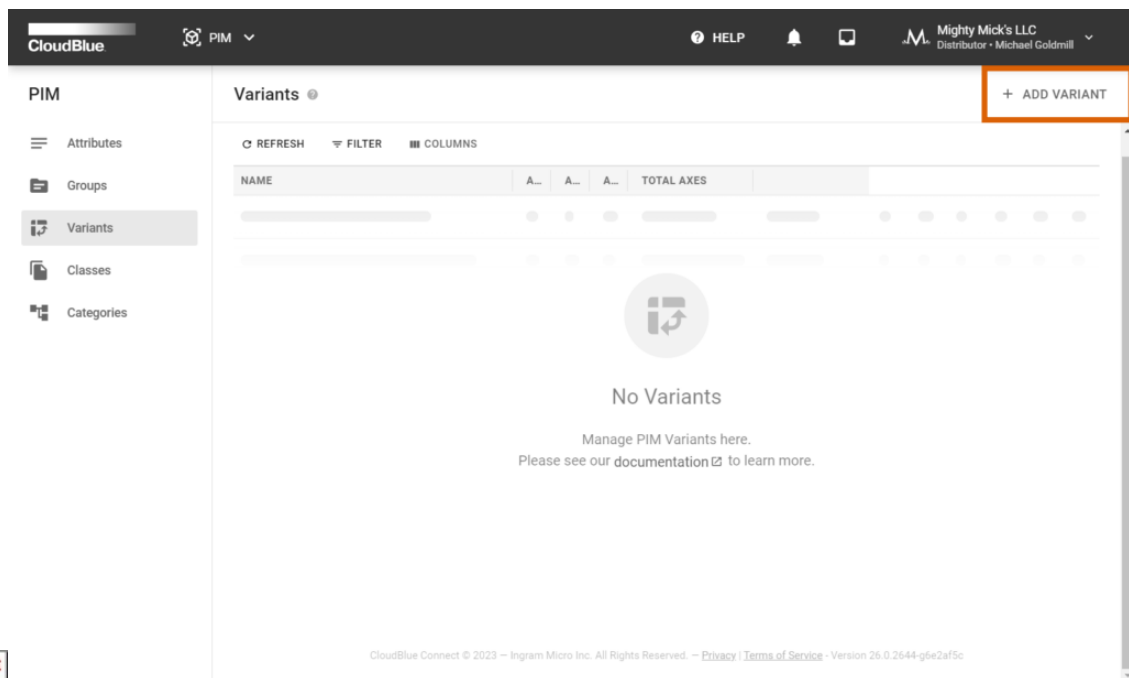 CloudBlue
PIM
HELP
Mighty Mick's LLC
Distributor • Michael Goldmill
PIM
Variants
+ ADD VARIANT
Attributes
Groups
Variants
Classes
Categories
REFRESH FILTER COLUMNS
NAME A... A... A... TOTAL AXES
No Variants
Manage PIM Variants here.
Please see our documentation to learn more.
CloudBlue Connect © 2023 — Ingram Micro Inc. All Rights Reserved. — Privacy | Terms of Service - Version 26.0.2644-g6e2af5c